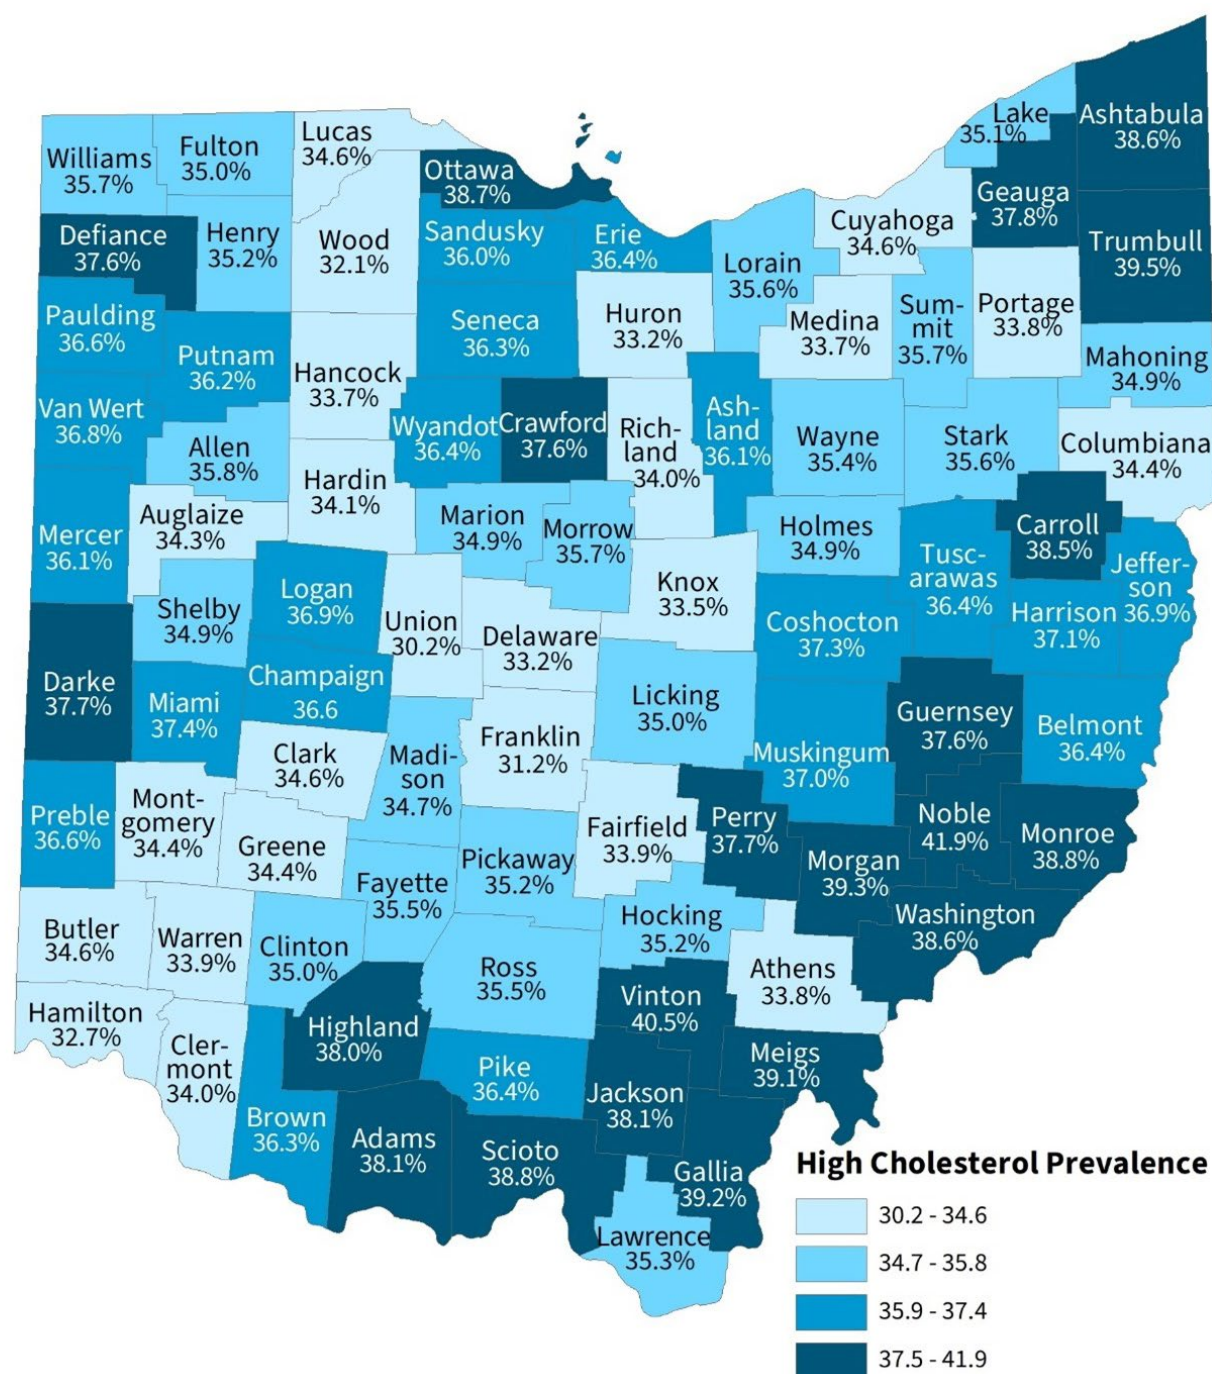 Lake
35.1%
Ashtabula
38.6%
Lucas
34.6%
Fulton
35.0%
Williams
35.7%
Ottawa
38.7%
Geauga
37.8%
Cuyahoga
34.6%
Trumbull
39.5%
Defiance
37.6%
Henry
35.2%
Wood
32.1%
Sandusky
36.0%
Erie
36.4%
Lorain
35.6%
Paulding
36.6%
Putnam
36.2%
Seneca
36.3%
Huron
33.2%
Medina
33.7%
Sum-
mit
35.7%
Portage
33.8%
Mahoning
34.9%
Hancock
33.7%
Van Wert
36.8%
Allen
35.8%
Wyandot
36.4%
Crawford
37.6%
Rich-
land
34.0%
Ash-
land
36.1%
Wayne
35.4%
Stark
35.6%
Columbiana
34.4%
Hardin
34.1%
Mercer
36.1%
Auglaize
34.3%
Marion
34.9%
Morrow
35.7%
Holmes
34.9%
Carroll
38.5%
Tusc-
arawas
36.4%
Jeffer-
son
36.9%
Logan
36.9%
Knox
33.5%
Shelby
34.9%
Union
30.2%
Delaware
33.2%
Coshocton
37.3%
Harrison
37.1%
Darke
37.7%
Miami
37.4%
Champaign
36.6
Licking
35.0%
Guernsey
37.6%
Belmont
36.4%
Clark
34.6%
Madi-
son
34.7%
Franklin
31.2%
Muskingum
37.0%
Preble
36.6%
Mont-
gomery
34.4%
Greene
34.4%
Fairfield
33.9%
Perry
37.7%
Noble
41.9%
Monroe
38.8%
Pickaway
35.2%
Morgan
39.3%
Fayette
35.5%
Hocking
35.2%
Washington
38.6%
Butler
34.6%
Warren
33.9%
Clinton
35.0%
Ross
35.5%
Athens
33.8%
Vinton
40.5%
Hamilton
32.7%
Highland
38.0%
Cler-
mont
34.0%
Pike
36.4%
Meigs
39.1%
Jackson
38.1%
Brown
36.3%
Adams
38.1%
Scioto
38.8%
Gallia
39.2%
Lawrence
35.3%
High Cholesterol Prevalence
30.2 - 34.6
34.7 - 35.8
35.9 - 37.4
37.5 - 41.9